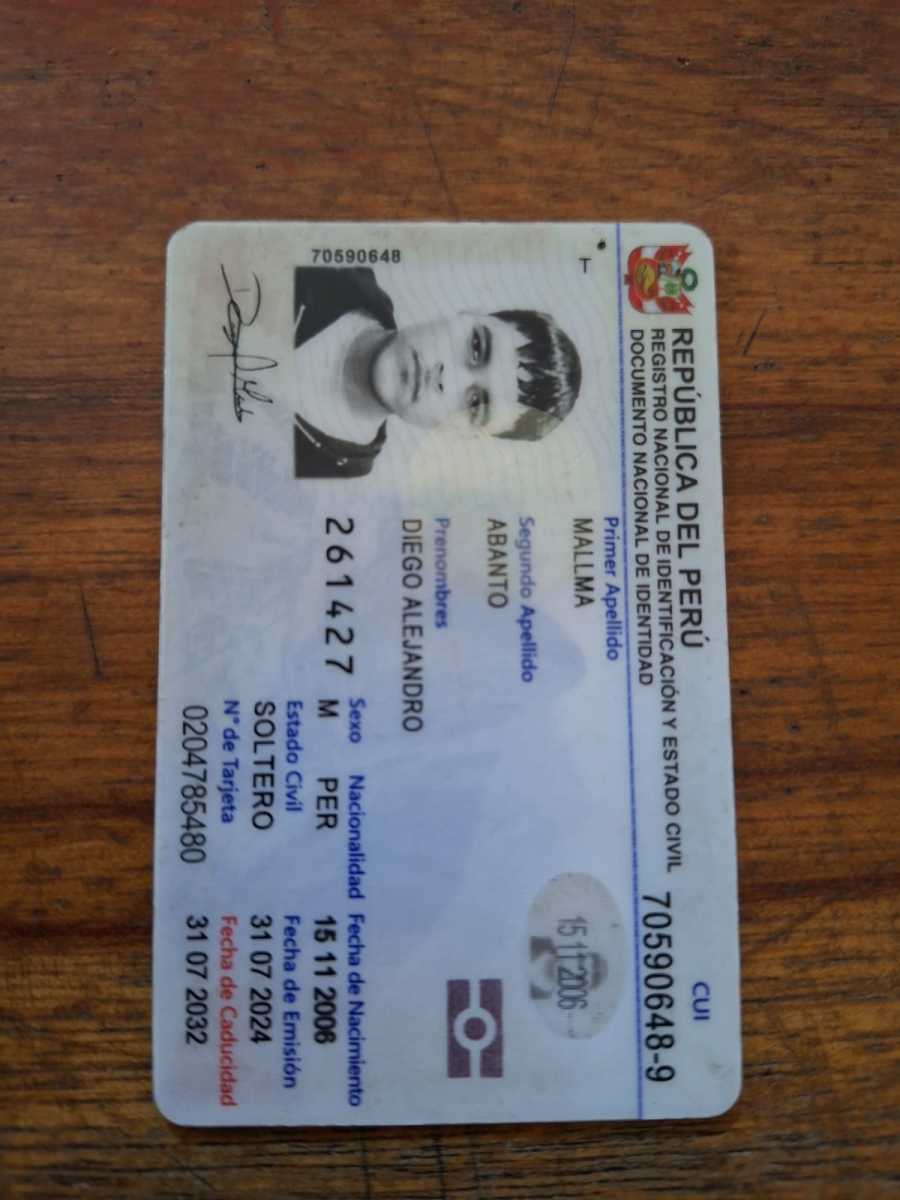 REPÚBLICA DEL PERÚ
REGISTRO NACIONAL DE IDENTIFICACIÓN Y ESTADO CIVIL
DOCUMENTO NACIONAL DE IDENTIDAD
CUI
70590648-9
T
Primer Apellido
MALLMA
Segundo Apellido
ABANTO
Prenombres
DIEGO ALEJANDRO
15 11 2006
70590648
261427
Sexo Nacionalidad Fecha de Nacimiento
M PER 15 11 2006
Estado Civil Fecha de Emisión
SOLTERO 31 07 2024
N° de Tarjeta Fecha de Caducidad
0204785480 31 07 2032